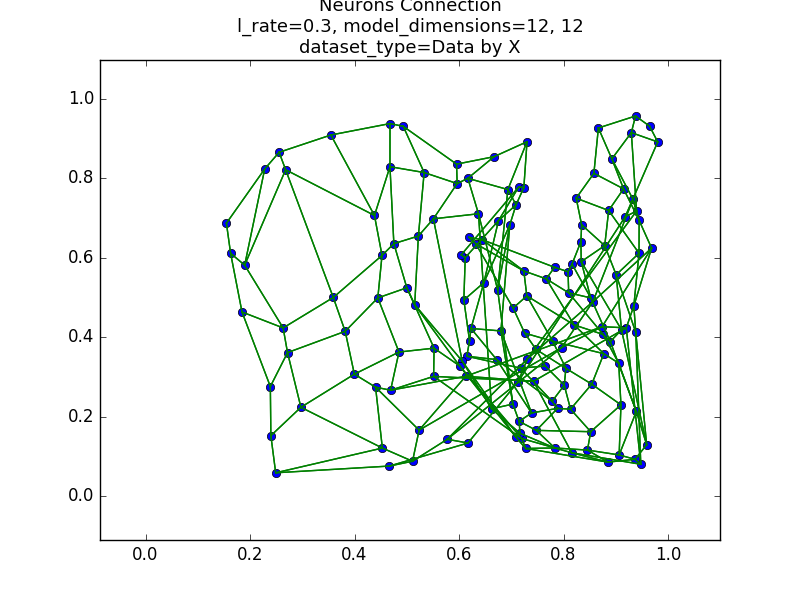 Neurons Connection
l_rate=0.3, model_dimensions=12, 12
dataset_type=Data by X
1.0
0.8
0.6
0.4
0.2
0.0
0.0 0.2 0.4 0.6 0.8 1.0